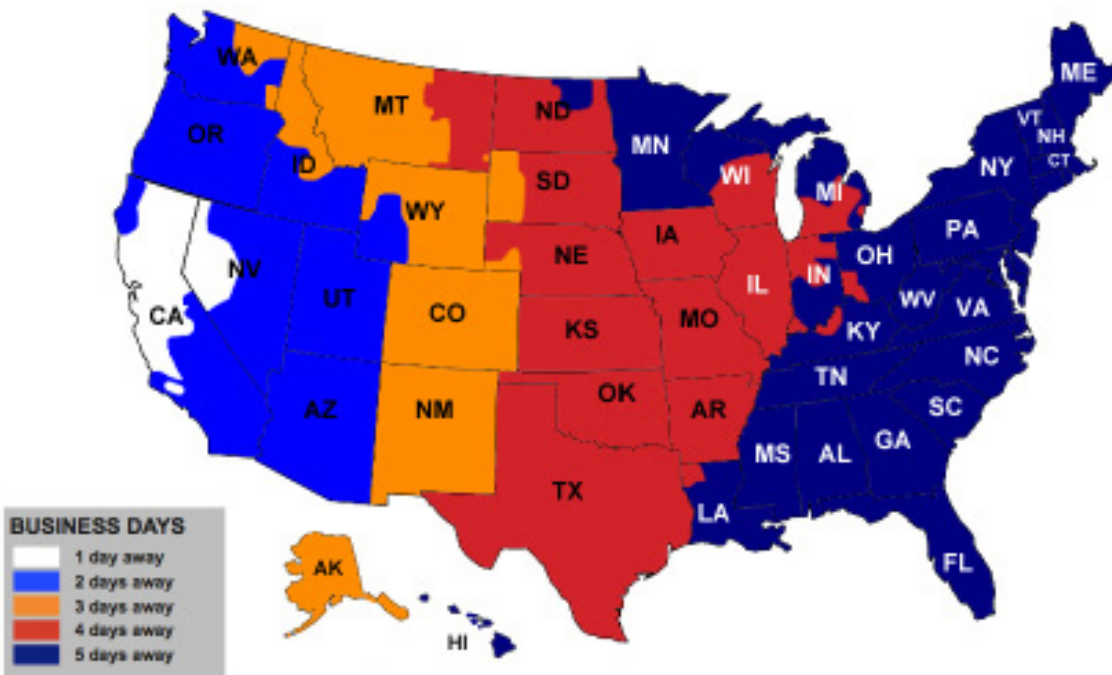 WA
MT
ND
ME
OR
ID
MN
VT
NH
CT
NY
WY
SD
WI
MI
PA
IA
NE
NV
UT
CO
IL
IN
OH
WV
VA
CA
KS
MO
KY
NC
TN
AZ
NM
OK
AR
SC
MS
AL
GA
TX
LA
FL
AK
HI
BUSINESS DAYS
1 day away
2 days away
3 days away
4 days away
5 days away